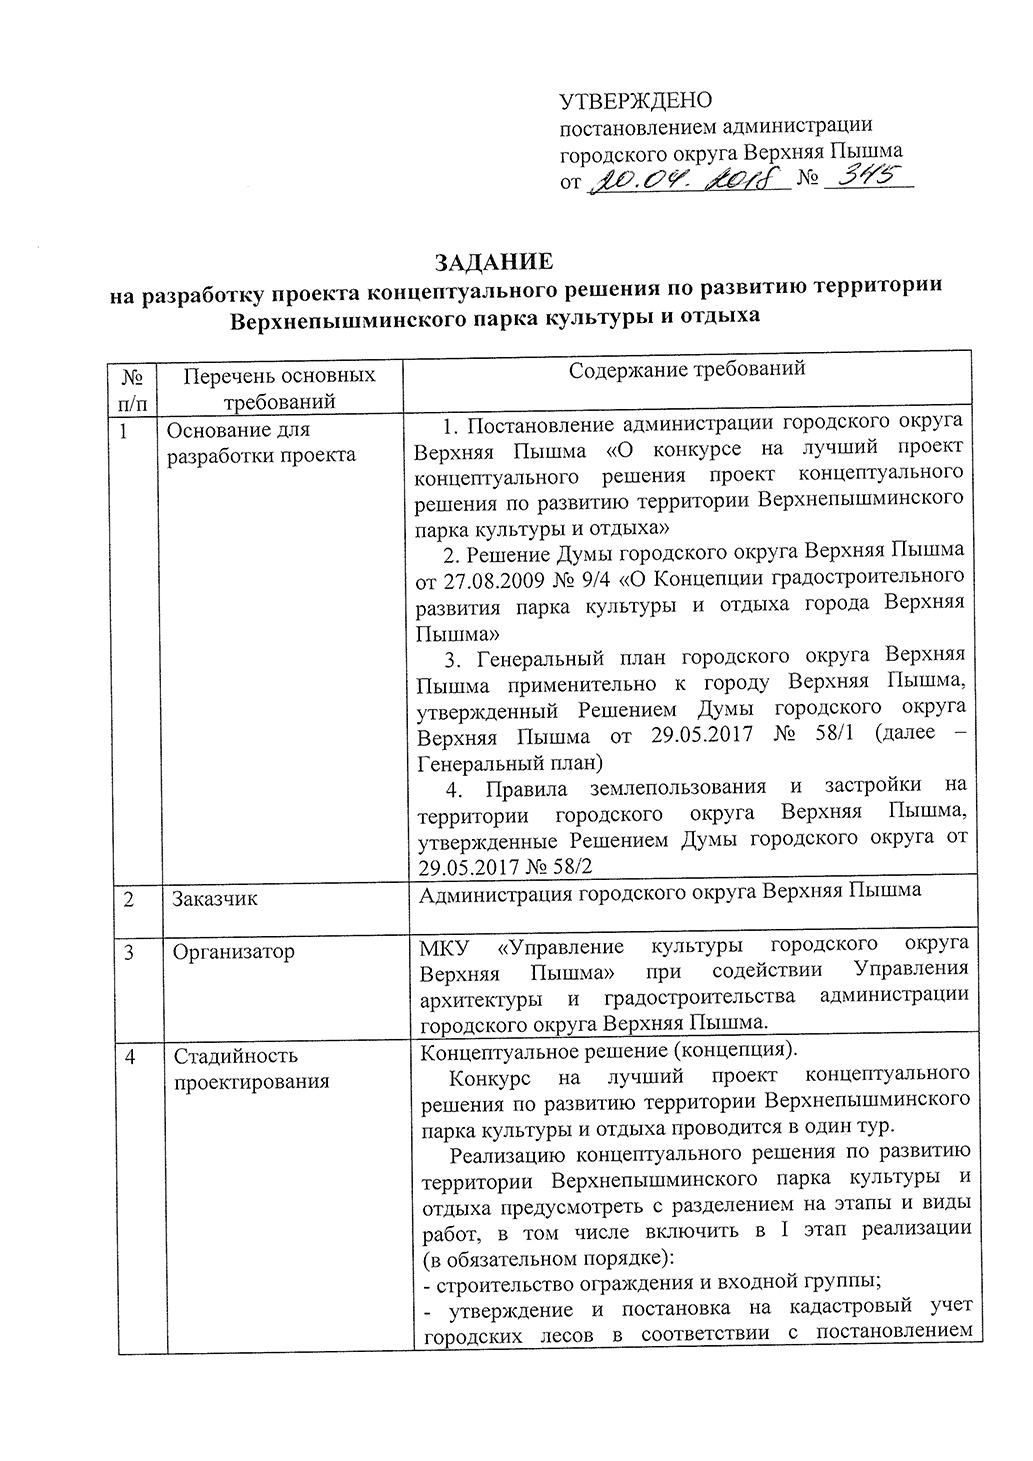 УТВЕРЖДЕНО
постановлением администрации
городского округа Верхняя Пышма
от 20.04. 2018 № 345
ЗАДАНИЕ
на разработку проекта концептуального решения по развитию территории
Верхнепышминского парка культуры и отдыха
№ п/п
Перечень основных
требований
Содержание требований
1
Основание для
разработки проекта
1. Постановление администрации городского округа
Верхняя Пышма «О конкурсе на лучший проект
концептуального решения проект концептуального
решения по развитию территории Верхнепышминского
парка культуры и отдыха»
2. Решение Думы городского округа Верхняя Пышма
от 27.08.2009 № 9/4 «О Концепции градостроительного
развития парка культуры и отдыха города Верхняя
Пышма»
3. Генеральный план городского округа Верхняя
Пышма применительно к городу Верхняя Пышма,
утвержденный Решением Думы городского округа
Верхняя Пышма от 29.05.2017 № 58/1 (далее –
Генеральный план)
4. Правила землепользования и застройки на
территории городского округа Верхняя Пышма,
утвержденные Решением Думы городского округа от
29.05.2017 № 58/2
2
Заказчик
Администрация городского округа Верхняя Пышма
3
Организатор
МКУ «Управление культуры городского округа
Верхняя Пышма» при содействии Управления
архитектуры и градостроительства администрации
городского округа Верхняя Пышма.
4
Стадийность
проектирования
Концептуальное решение (концепция).
Конкурс на лучший проект концептуального
решения по развитию территории Верхнепышминского
парка культуры и отдыха проводится в один тур.
Реализацию концептуального решения по развитию
территории Верхнепышминского парка культуры и
отдыха предусмотреть с разделением на этапы и виды
работ, в том числе включить в I этап реализации
(в обязательном порядке):
- строительство ограждения и входной группы;
- утверждение и постановка на кадастровый учет
городских лесов в соответствии с постановлением